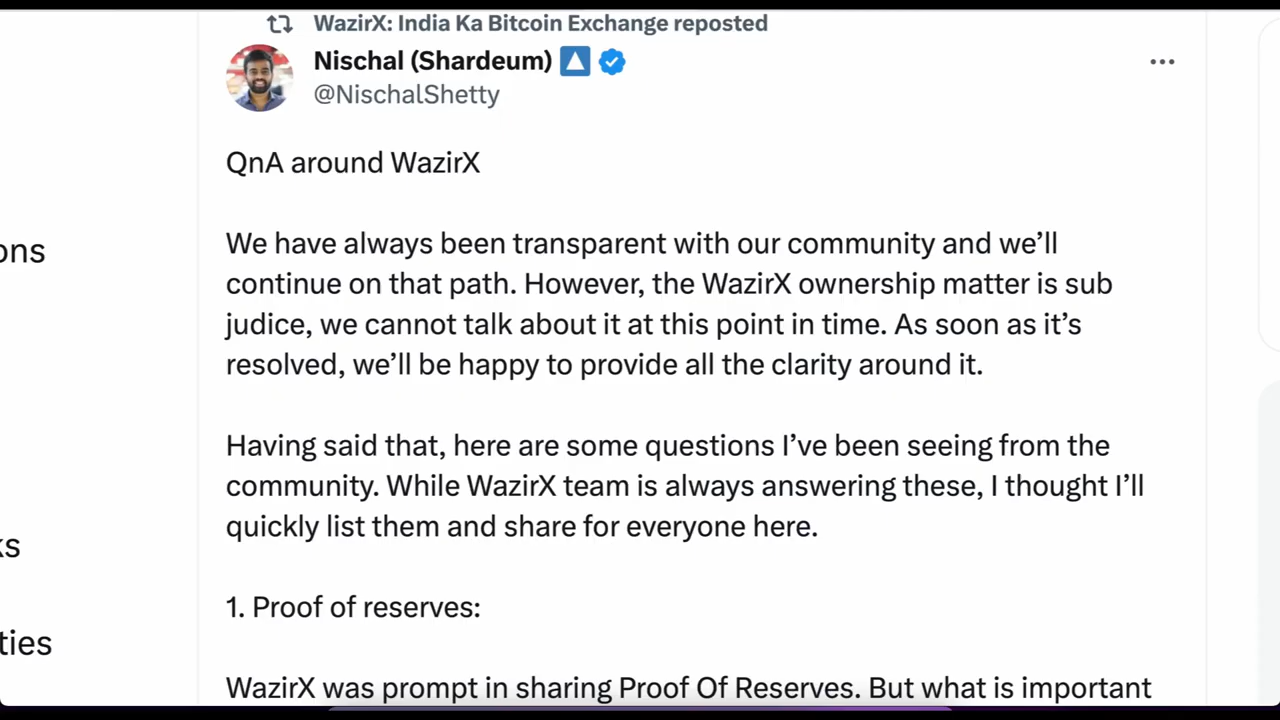 WazirX: India Ka Bitcoin Exchange reposted
Nischal (Shardeum)
@NischalShetty
QnA around WazirX
We have always been transparent with our community and we’ll
continue on that path. However, the WazirX ownership matter is sub
judice, we cannot talk about it at this point in time. As soon as it’s
resolved, we’ll be happy to provide all the clarity around it.
Having said that, here are some questions I’ve been seeing from the
community. While WazirX team is always answering these, I thought I’ll
quickly list them and share for everyone here.
1. Proof of reserves:
WazirX was prompt in sharing Proof Of Reserves. But what is important